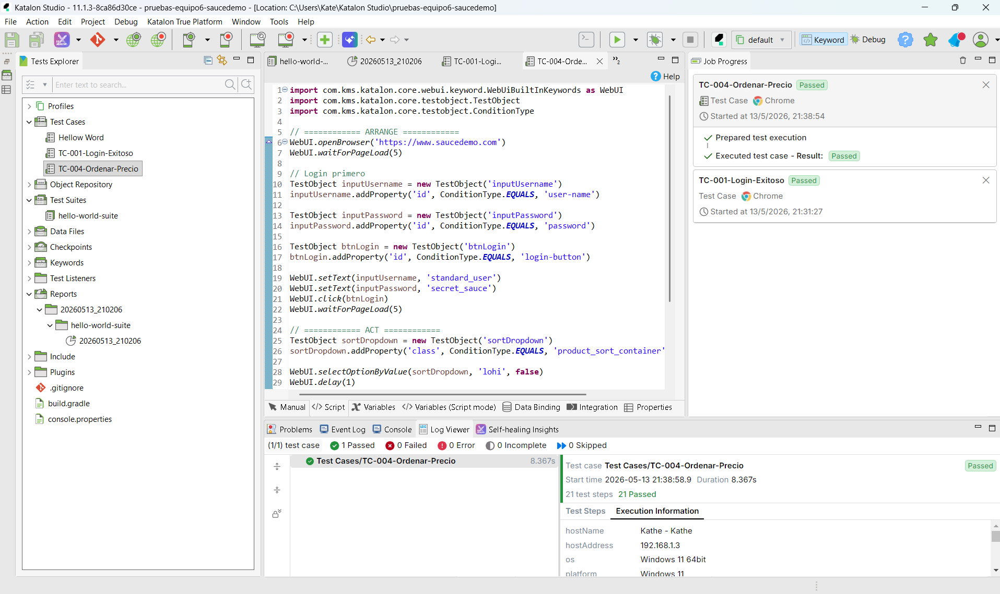 Katalon Studio - 11.1.3-8ca86d30ce - pruebas-equipo6-saucedemo - [Location: C:\Users\Kate\Katalon Studio\pruebas-equipo6-saucedemo]
File Action Edit Project Debug Katalon True Platform Window Tools Help
default Keyword Debug
Tests Explorer
Enter text to search...
Profiles
Test Cases
Hellow Word
TC-001-Login-Exitoso
TC-004-Ordenar-Precio
Object Repository
Test Suites
hello-world-suite
Data Files
Checkpoints
Keywords
Test Listeners
Reports
20260513_210206
hello-world-suite
20260513_210206
Include
Plugins
.gitignore
build.gradle
console.properties
hello-world-... 20260513_210206 TC-001-Logi... TC-004-Orde... »2
Help
1 import com.kms.katalon.core.webui.keyword.WebUiBuiltInKeywords as WebUI
2 import com.kms.katalon.core.testobject.TestObject
3 import com.kms.katalon.core.testobject.ConditionType
4
5 // ============ ARRANGE ============
6 WebUI.openBrowser('https://www.saucedemo.com')
7 WebUI.waitForPageLoad(5)
8
9 // Login primero
10 TestObject inputUsername = new TestObject('inputUsername')
11 inputUsername.addProperty('id', ConditionType.EQUALS, 'user-name')
12
13 TestObject inputPassword = new TestObject('inputPassword')
14 inputPassword.addProperty('id', ConditionType.EQUALS, 'password')
15
16 TestObject btnLogin = new TestObject('btnLogin')
17 btnLogin.addProperty('id', ConditionType.EQUALS, 'login-button')
18
19 WebUI.setText(inputUsername, 'standard_user')
20 WebUI.setText(inputPassword, 'secret_sauce')
21 WebUI.click(btnLogin)
22 WebUI.waitForPageLoad(5)
23
24 // ============ ACT ============
25 TestObject sortDropdown = new TestObject('sortDropdown')
26 sortDropdown.addProperty('class', ConditionType.EQUALS, 'product_sort_container'
27
28 WebUI.selectOptionByValue(sortDropdown, 'lohi', false)
29 WebUI.delay(1)
Manual Script Variables Variables (Script mode) Data Binding Integration Properties
Job Progress
TC-004-Ordenar-Precio Passed
Test Case Chrome
Started at 13/5/2026, 21:38:54
Prepared test execution
Executed test case - Result: Passed
TC-001-Login-Exitoso Passed
Test Case Chrome
Started at 13/5/2026, 21:31:27
Problems Event Log Console Log Viewer Self-healing Insights
(1/1) test case 1 Passed 0 Failed 0 Error 0 Incomplete 0 Skipped
Test Cases/TC-004-Ordenar-Precio 8.367s
Test case Test Cases/TC-004-Ordenar-Precio Passed
Start time 2026-05-13 21:38:58.9 Duration 8.367s
21 test steps 21 Passed
Test Steps Execution Information
hostName Kathe - Kathe
hostAddress 192.168.1.3
os Windows 11 64bit
platform Windows 11